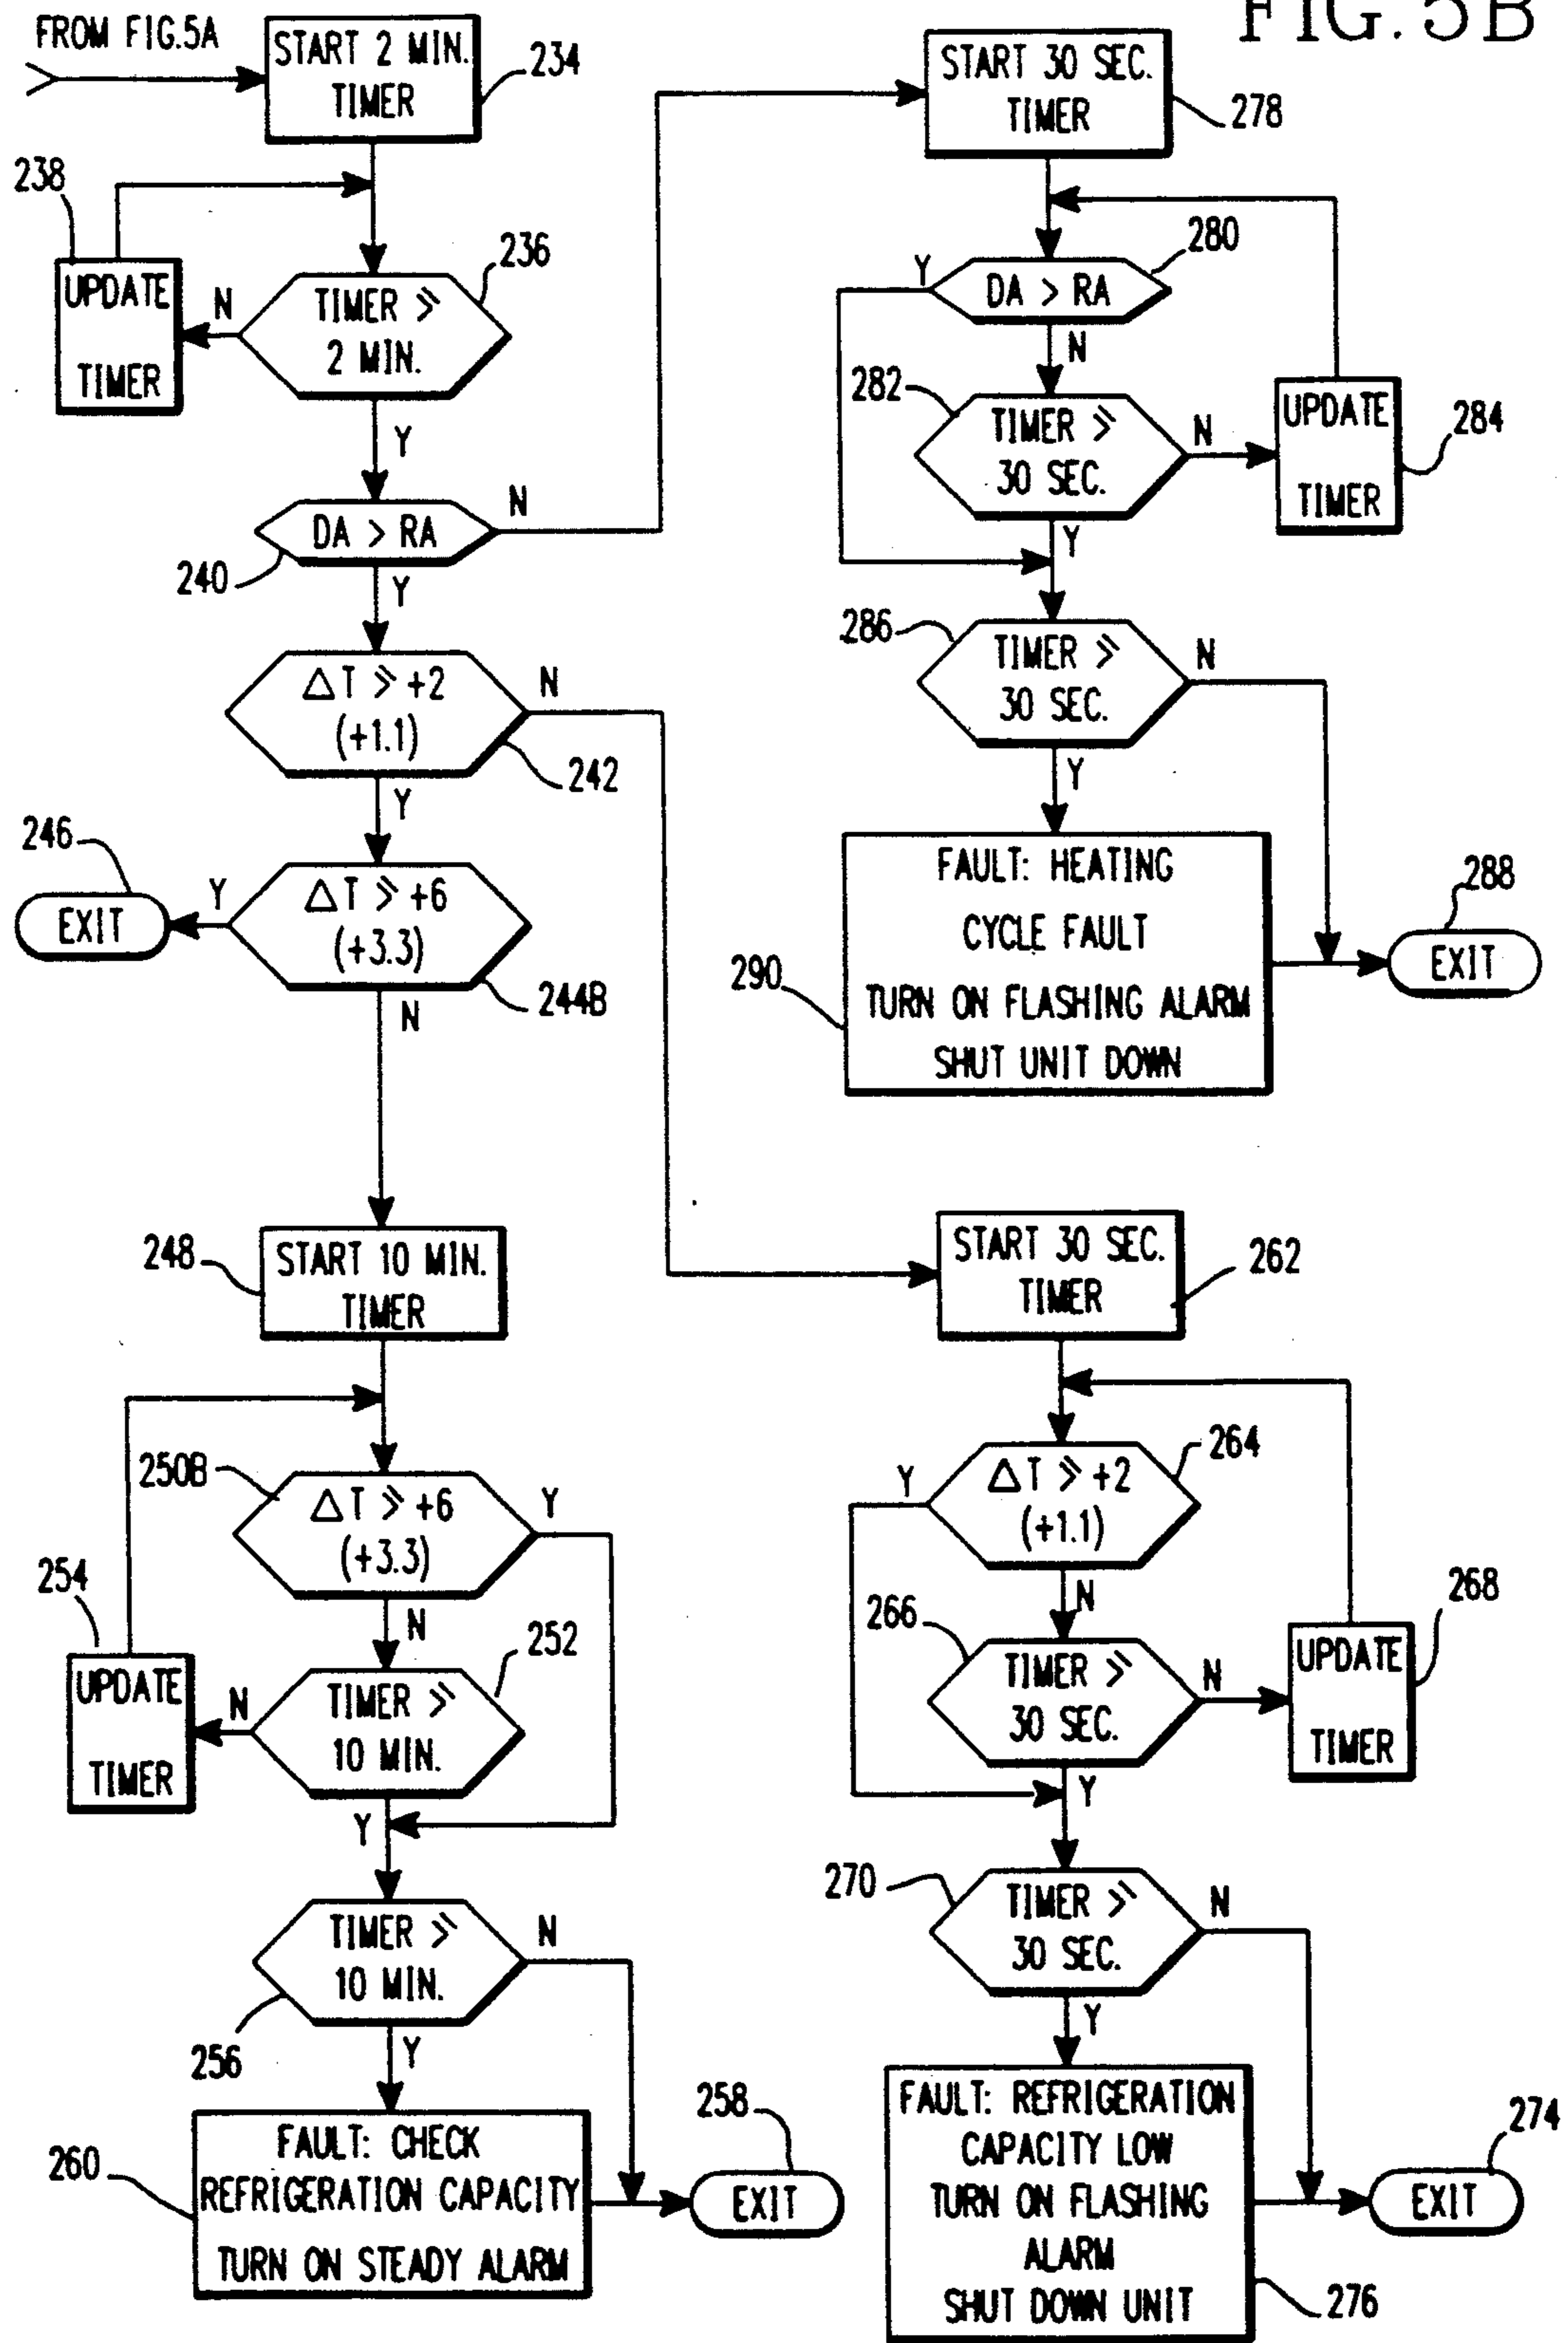 FIG. 5B
FROM FIG.5A
START 2 MIN.
TIMER
234
238
UPDATE
TIMER
N
236
TIMER ⩾
2 MIN.
Y
DA > RA
N
240
Y
△T ⩾ +2
(+1.1)
N
242
Y
246
EXIT
Y
△T ⩾ +6
(+3.3)
244B
N
248
START 10 MIN.
TIMER
250B
△T ⩾ +6
(+3.3)
Y
254
UPDATE
TIMER
N
N
252
TIMER ⩾
10 MIN.
Y
TIMER ⩾
10 MIN.
N
256
Y
260
FAULT: CHECK
REFRIGERATION CAPACITY
TURN ON STEADY ALARM
258
EXIT
START 30 SEC.
TIMER
278
280
Y
DA > RA
N
282
TIMER ⩾
30 SEC.
N
UPDATE
TIMER
284
Y
286
TIMER ⩾
30 SEC.
N
Y
290
FAULT: HEATING
CYCLE FAULT
TURN ON FLASHING ALARM
SHUT UNIT DOWN
288
EXIT
START 30 SEC.
TIMER
262
264
Y
△T ⩾ +2
(+1.1)
N
266
TIMER ⩾
30 SEC.
N
268
UPDATE
TIMER
Y
270
TIMER ⩾
30 SEC.
N
Y
FAULT: REFRIGERATION
CAPACITY LOW
TURN ON FLASHING
ALARM
SHUT DOWN UNIT
276
274
EXIT